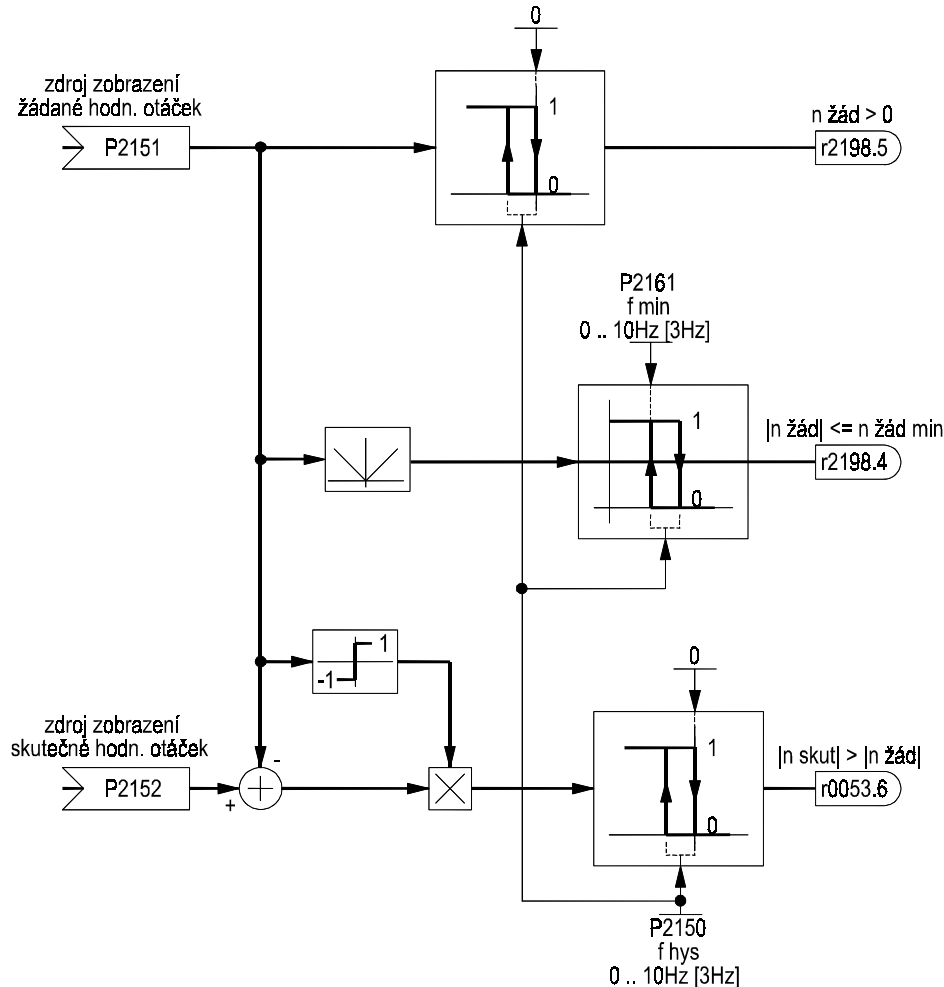 0
zdroj zobrazení
žádané hodn. otáček
P2151
1
0
n žád > 0
r2198.5
P2161
f min
0 .. 10Hz [3Hz]
1
0
|n žád| <= n žád min
r2198.4
1
-1
0
zdroj zobrazení
skutečné hodn. otáček
P2152
-
+
1
0
|n skut| > |n žád|
r0053.6
P2150
f hys
0 .. 10Hz [3Hz]